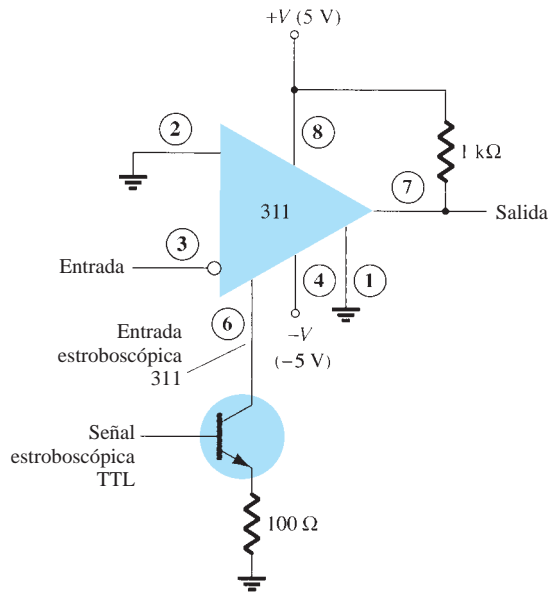 +V (5 V)
2
8
1 kΩ
7
311
Salida
3
Entrada
4
1
6
–V
(–5 V)
Entrada
estroboscópica
311
Señal
estroboscópica
TTL
100 Ω